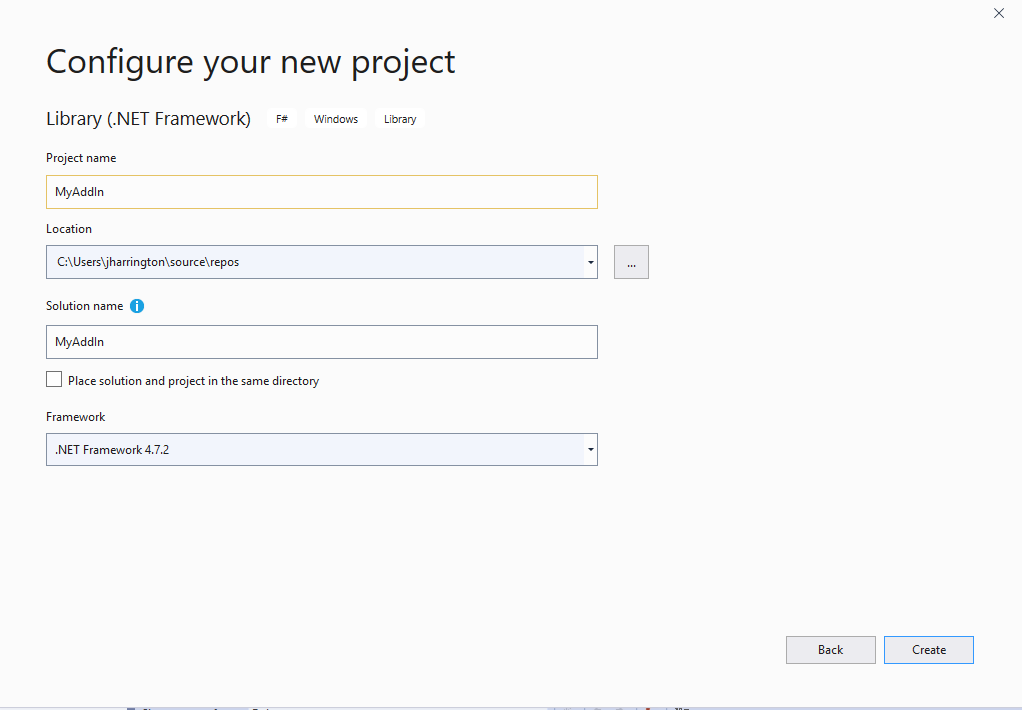 Configure your new project
Library (.NET Framework) F# Windows Library
Project name
MyAddIn
Location
C:\Users\jharrington\source\repos
...
Solution name
MyAddIn
Place solution and project in the same directory
Framework
.NET Framework 4.7.2
Back Create